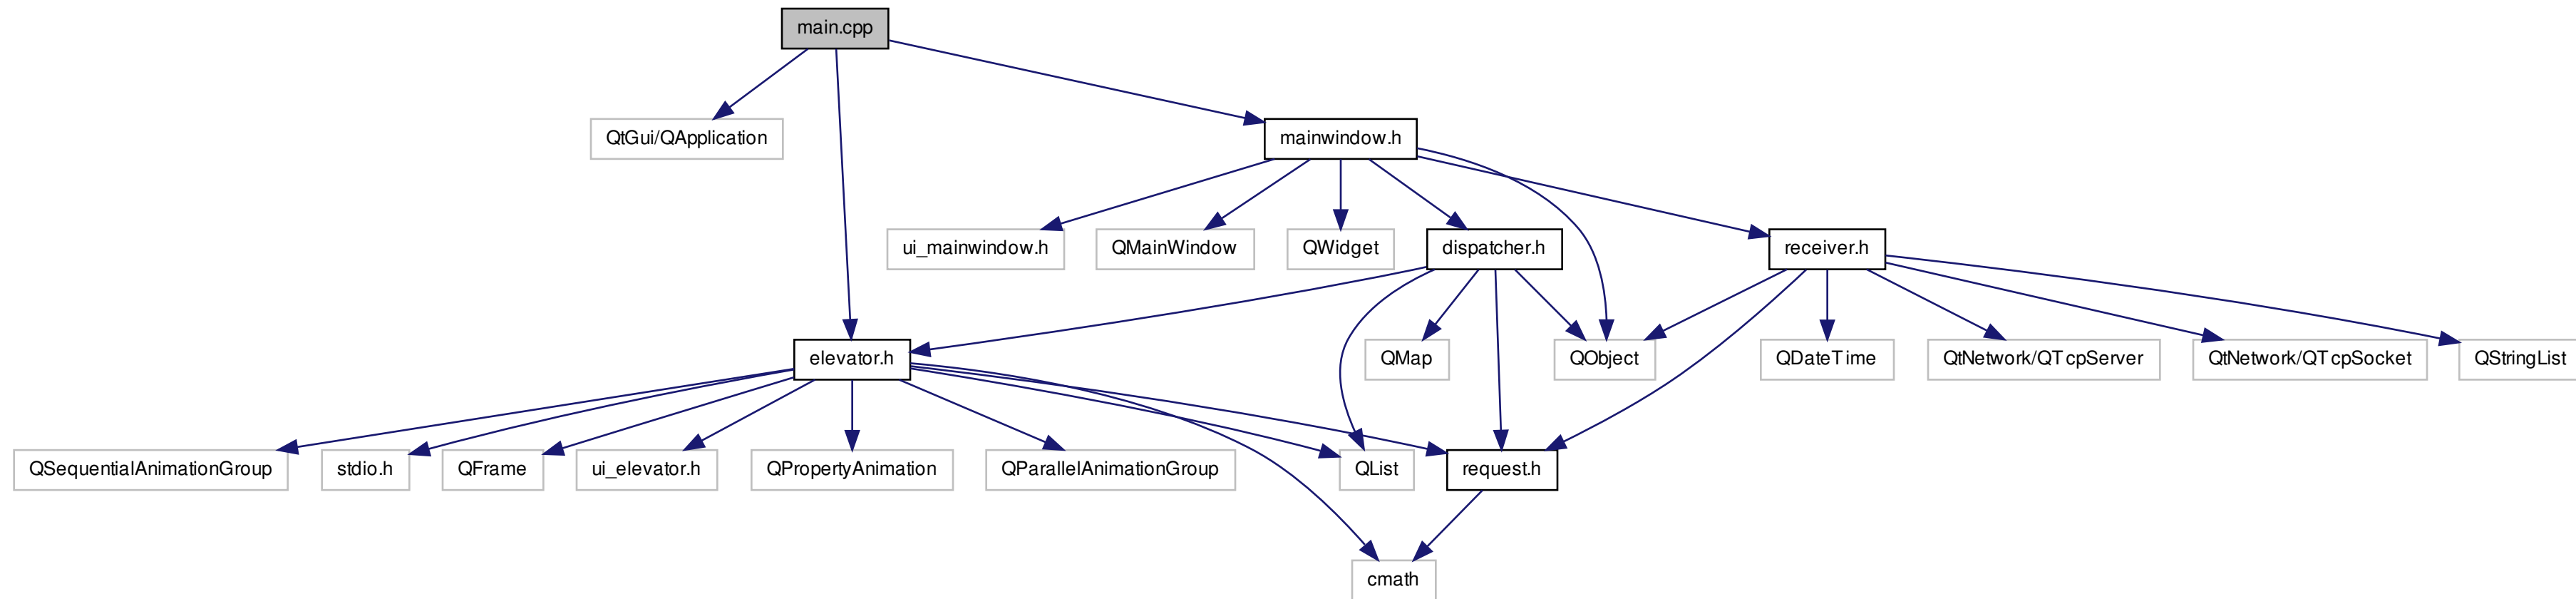 main.cpp
QtGui/QApplication
mainwindow.h
ui_mainwindow.h
QMainWindow
QWidget
dispatcher.h
receiver.h
elevator.h
QMap
QObject
QDateTime
QtNetwork/QTcpServer
QtNetwork/QTcpSocket
QStringList
QSequentialAnimationGroup
stdio.h
QFrame
ui_elevator.h
QPropertyAnimation
QParallelAnimationGroup
QList
request.h
cmath